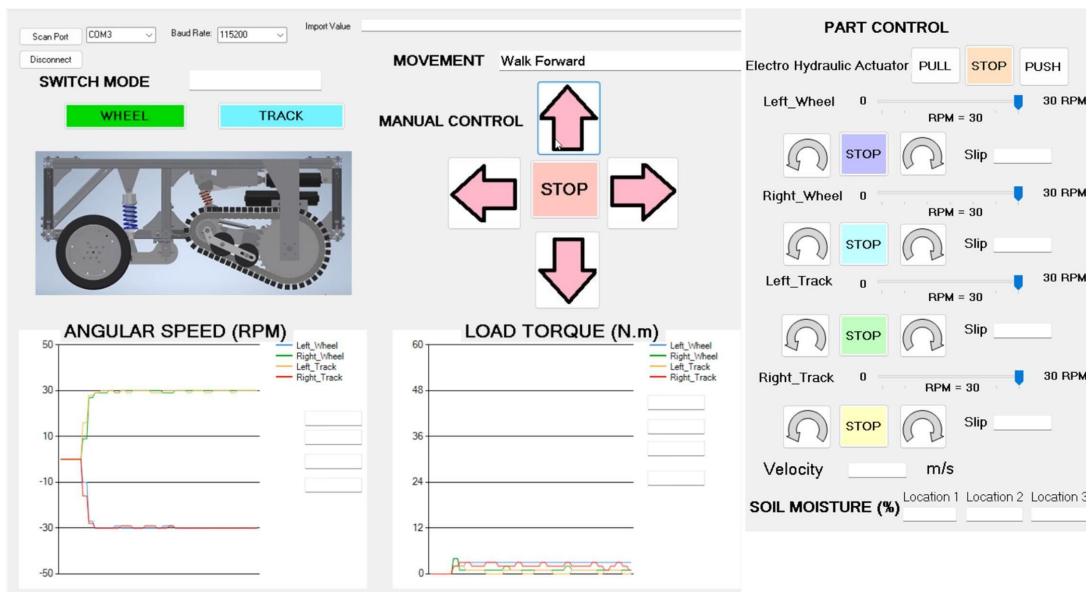 Scan Port COM3 Baud Rate: 115200 Import Value
Disconnect
SWITCH MODE
WHEEL TRACK
MOVEMENT Walk Forward
MANUAL CONTROL
STOP
ANGULAR SPEED (RPM)
50
30
10
-10
-30
-50
Left_Wheel
Right_Wheel
Left_Track
Right_Track
LOAD TORQUE (N.m)
60
48
36
24
12
0
Left_Wheel
Right_Wheel
Left_Track
Right_Track
PART CONTROL
Electro Hydraulic Actuator PULL STOP PUSH
Left_Wheel 0 30 RPM
RPM = 30
STOP Slip
Right_Wheel 0 30 RPM
RPM = 30
STOP Slip
Left_Track 0 30 RPM
RPM = 30
STOP Slip
Right_Track 0 30 RPM
RPM = 30
STOP Slip
Velocity m/s
SOIL MOISTURE (%) Location 1 Location 2 Location 3